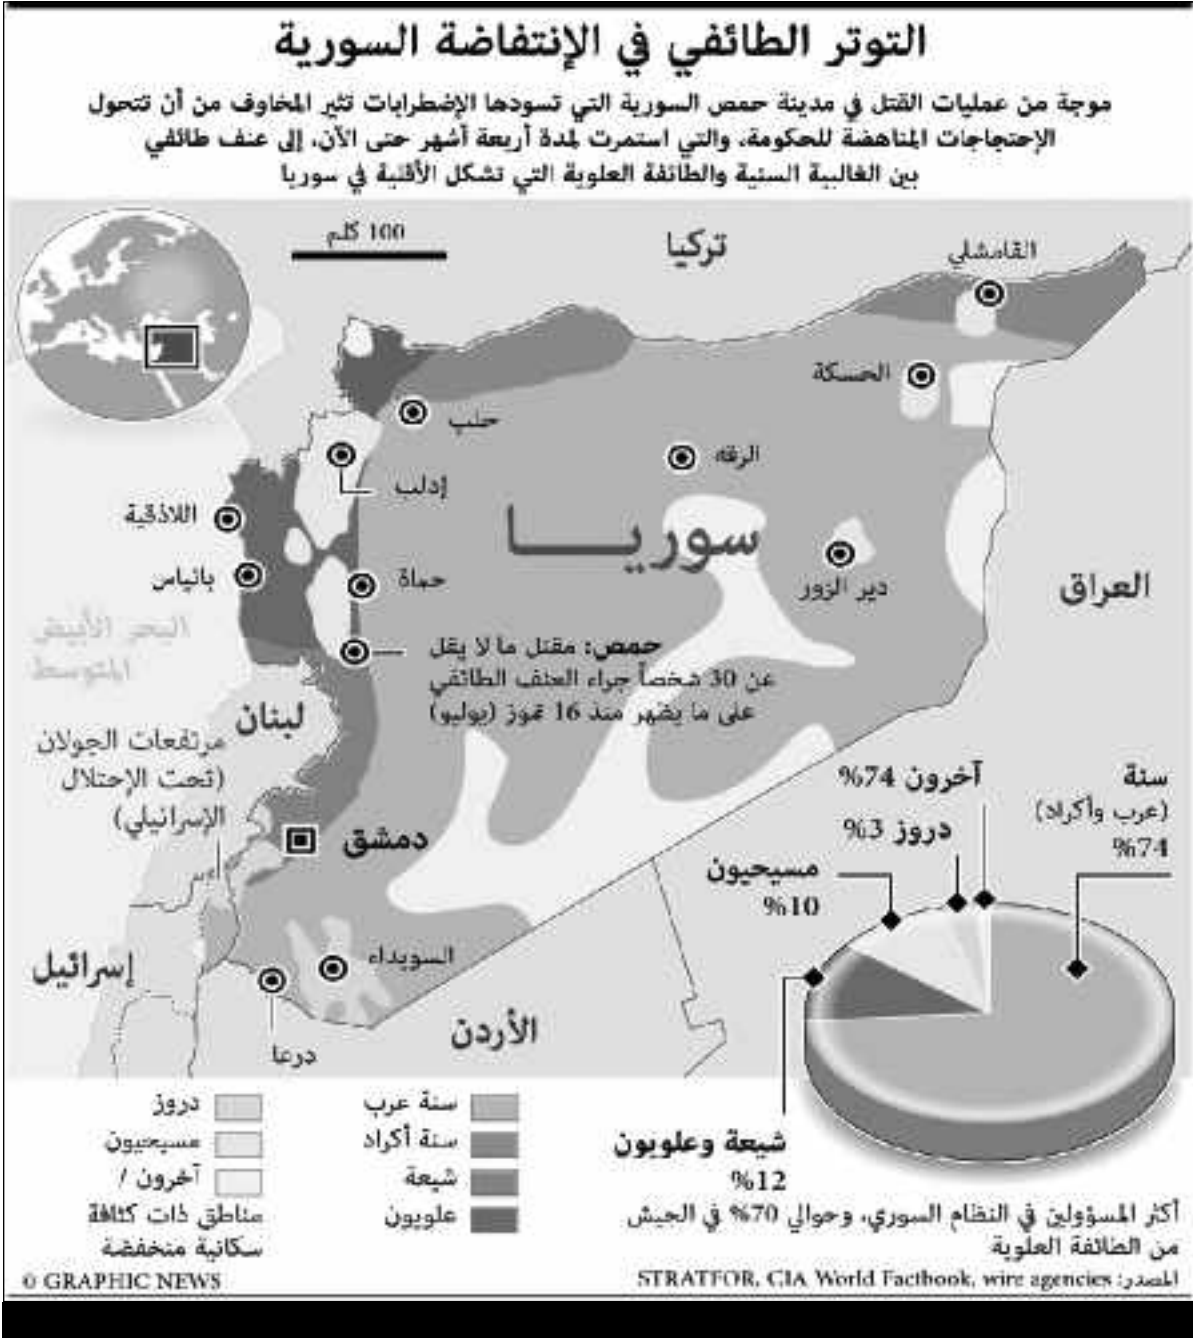 التوتر الطائفي في الإنتفاضة السورية
موجة من عمليات القتل في مدينة حمص السورية التي تسودها الإضطرابات تثير المخاوف من أن تتحول
الإحتجاجات المناهضة للحكومة، والتي استمرت لمدة أربعة أشهر حتى الآن، إلى عنف طائفي
بين الغالبية السنية والطائفة العلوية التي تشكل الأقلية في سوريا
100 كلم
تركيا
القامشلي
الحسكة
حلب
الرقه
إدلب
اللاذقية
سوريا
بانياس
حماة
دير الزور
العراق
البحر الأبيض
المتوسط
حمص: مقتل ما لا يقل
عن 30 شخصاً جراء العنف الطائفي
على ما يظهر منذ 16 تموز (يوليو)
لبنان
مرتفعات الجولان
(تحت الإحتلال
الإسرائيلي)
دمشق
السويداء
إسرائيل
درعا
الأردن
سنة
(عرب وأكراد)
%74
آخرون 74%
دروز 3%
مسيحيون
%10
شيعة وعلويون
%12
سنة عرب
سنة أكراد
شيعة
علويون
دروز
مسيحيون
آخرون /
مناطق ذات كثافة
سكانية منخفضة
أكثر المسؤولين في النظام السوري، وحوالي 70% في الجيش
من الطائفة العلوية
المصدر: STRATFOR, CIA World Factbook, wire agencies
© GRAPHIC NEWS